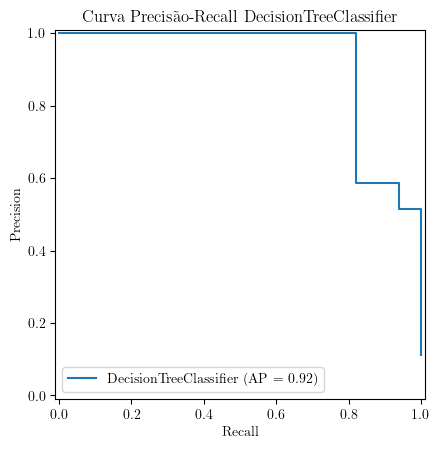 Curva Precisão-Recall DecisionTreeClassifier
1.0
0.8
0.6
0.4
0.2
0.0
Precision
DecisionTreeClassifier (AP = 0.92)
0.0 0.2 0.4 0.6 0.8 1.0
Recall